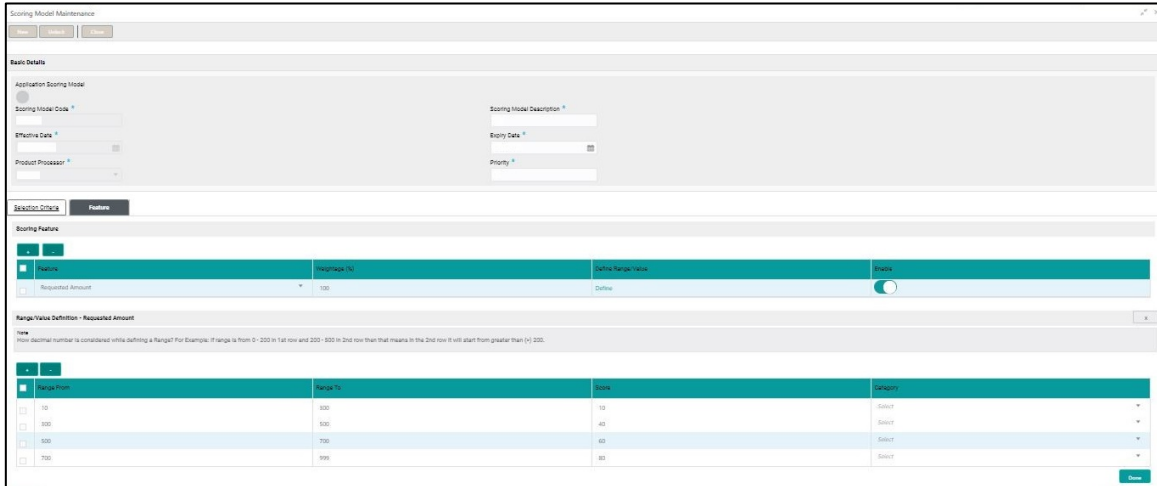 Scoring Model Maintenance
New Select Close
Basic Details
Application Scoring Model
Scoring Model Code * Scoring Model Description *
Effective Date * Expiry Date *
Product Processor * Priority *
Selection Criteria Feature
Scoring Feature
+ -
Feature Weightage (%) Define Range/Value Enable
Requested Amount 100 Define
Range/Value Definition - Requested Amount
Note
How decimal number is considered while defining a Range? For Example: If range is from 0 - 200 in 1st row and 200 - 500 in 2nd row then that means in the 2nd row it will start from greater than (>) 200.
+ -
Range From Range To Score Category
10 300 10 Select
300 500 40 Select
500 700 60 Select
700 999 80 Select
Done